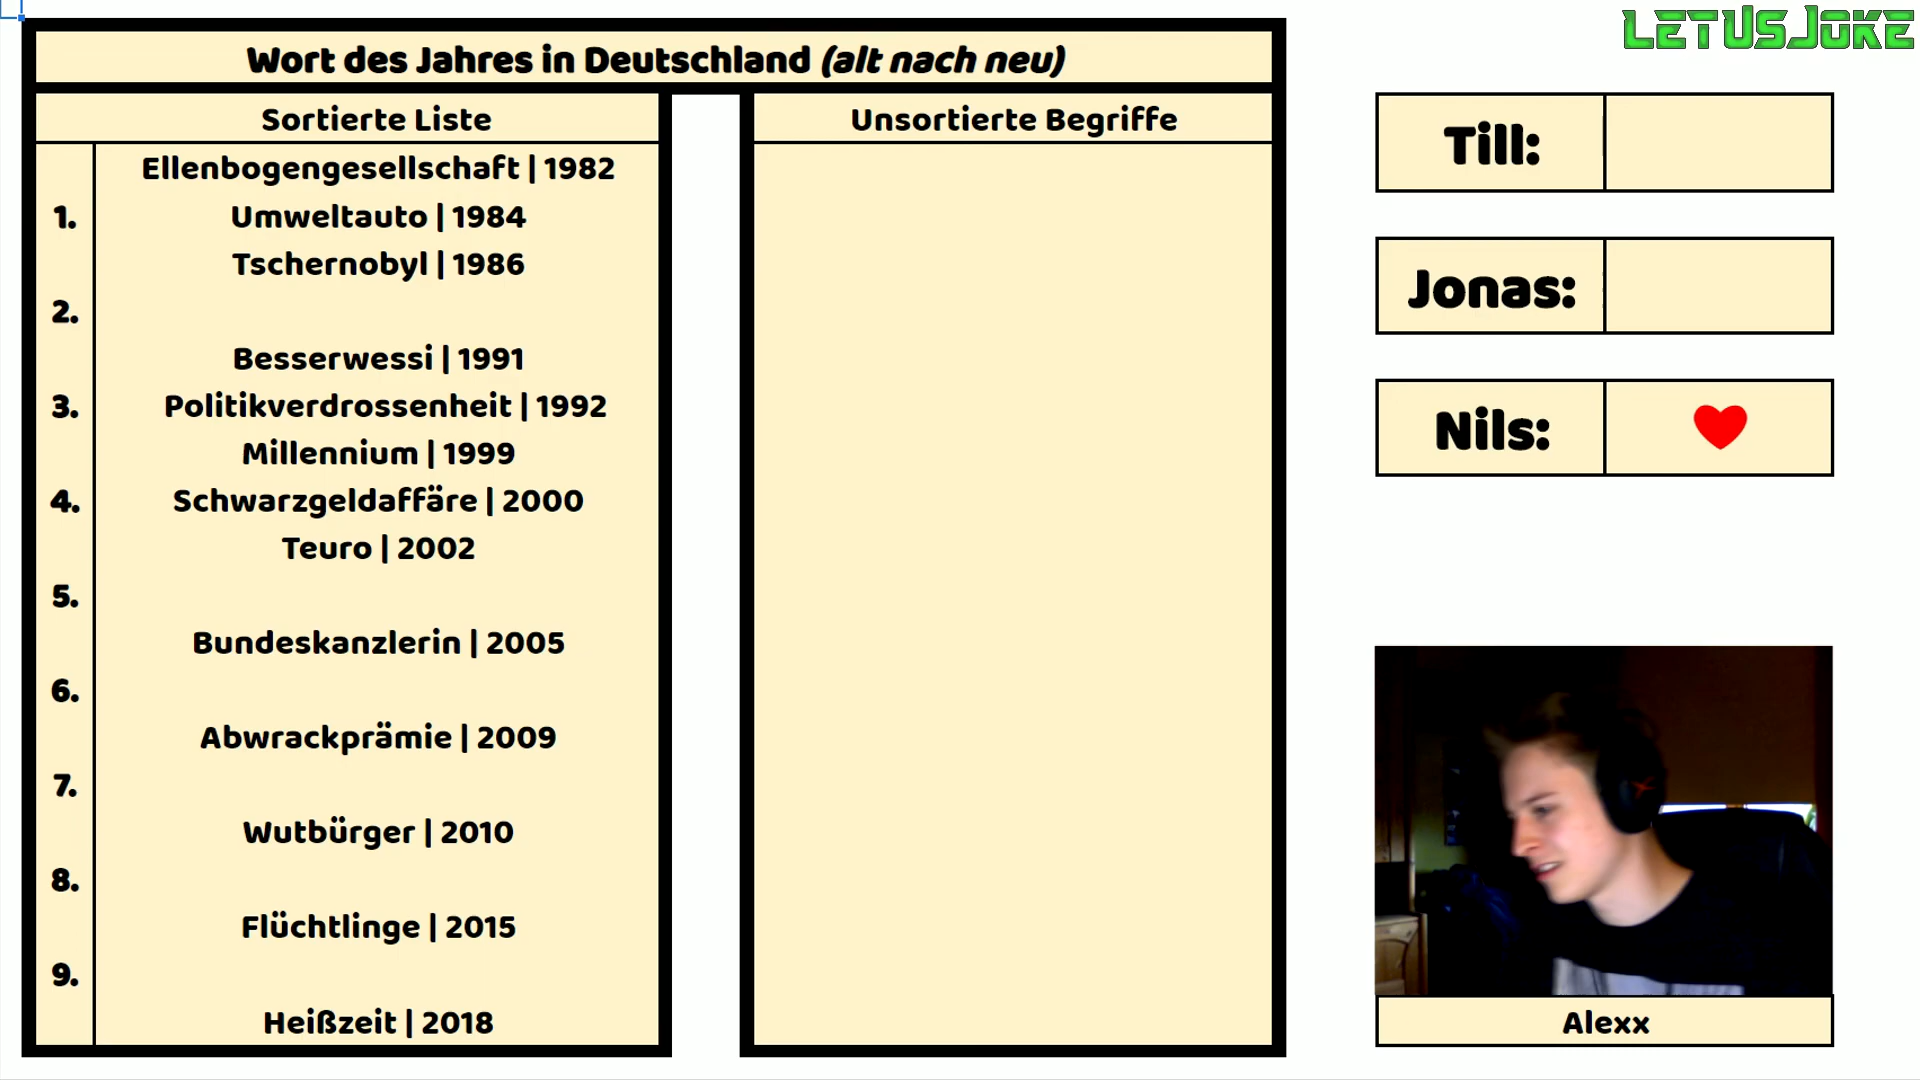 LETUSJOKE
Wort des Jahres in Deutschland (alt nach neu)
Sortierte Liste
Ellenbogengesellschaft | 1982
1. Umweltauto | 1984
Tschernobyl | 1986
2.
Besserwessi | 1991
3. Politikverdrossenheit | 1992
Millennium | 1999
4. Schwarzgeldaffäre | 2000
Teuro | 2002
5.
Bundeskanzlerin | 2005
6.
Abwrackprämie | 2009
7.
Wutbürger | 2010
8.
Flüchtlinge | 2015
9.
Heißzeit | 2018
Unsortierte Begriffe
Till:
Jonas:
Nils:
Alexx